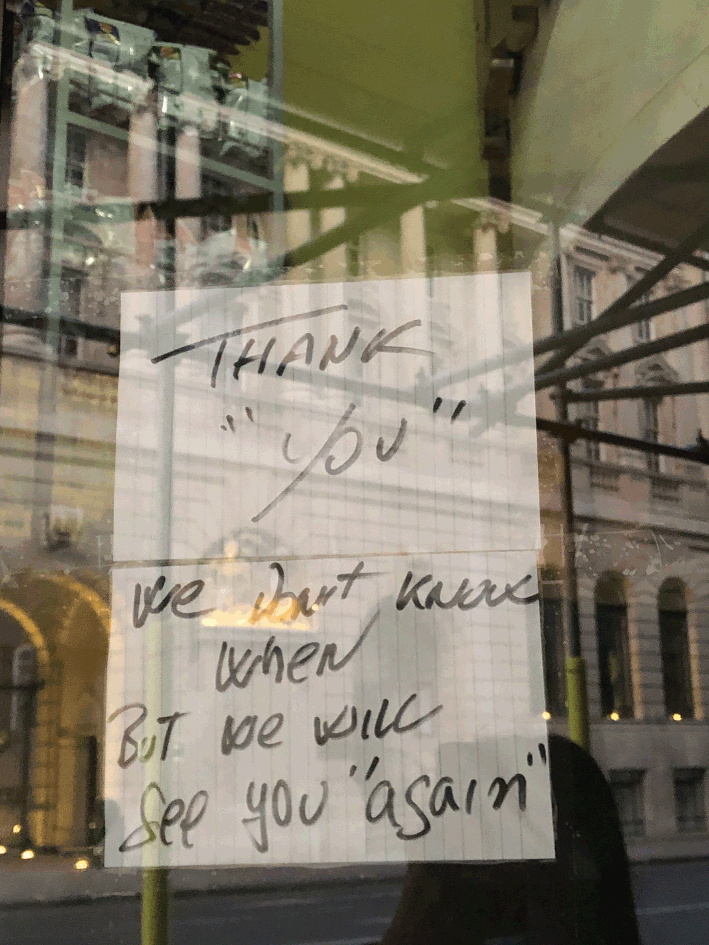 THANK
"YOU"
We don't know
when
BUT we will
See you "again"